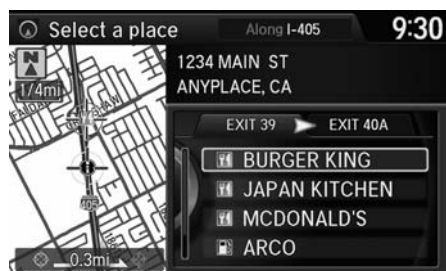 Select a place
Along I-405
9:30
N
1/4mi
1234 MAIN ST
ANYPLACE, CA
EXIT 39
EXIT 40A
BURGER KING
JAPAN KITCHEN
MCDONALD'S
ARCO
405
0.3mi